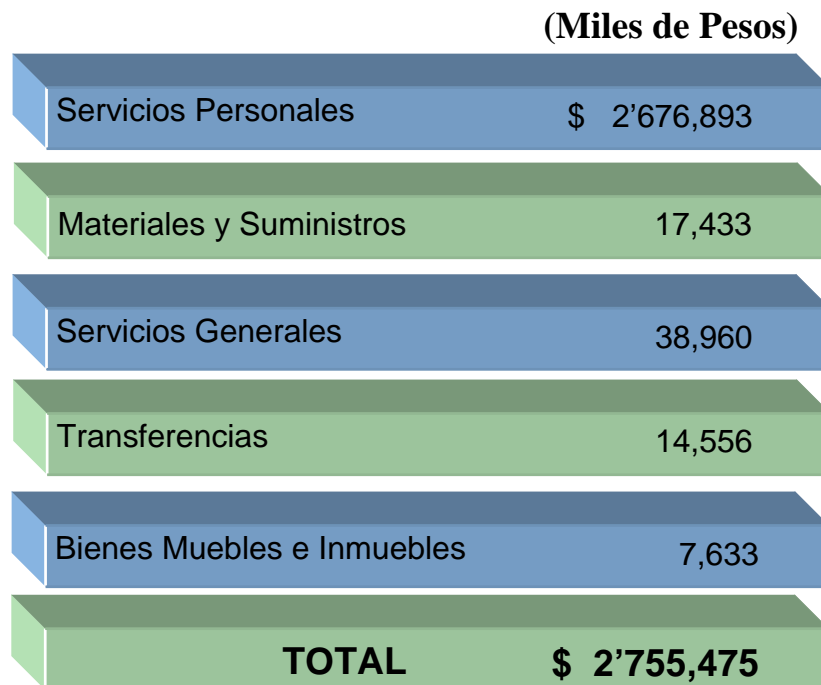 (Miles de Pesos)
Servicios Personales $ 2’676,893
Materiales y Suministros 17,433
Servicios Generales 38,960
Transferencias 14,556
Bienes Muebles e Inmuebles 7,633
TOTAL $ 2’755,475